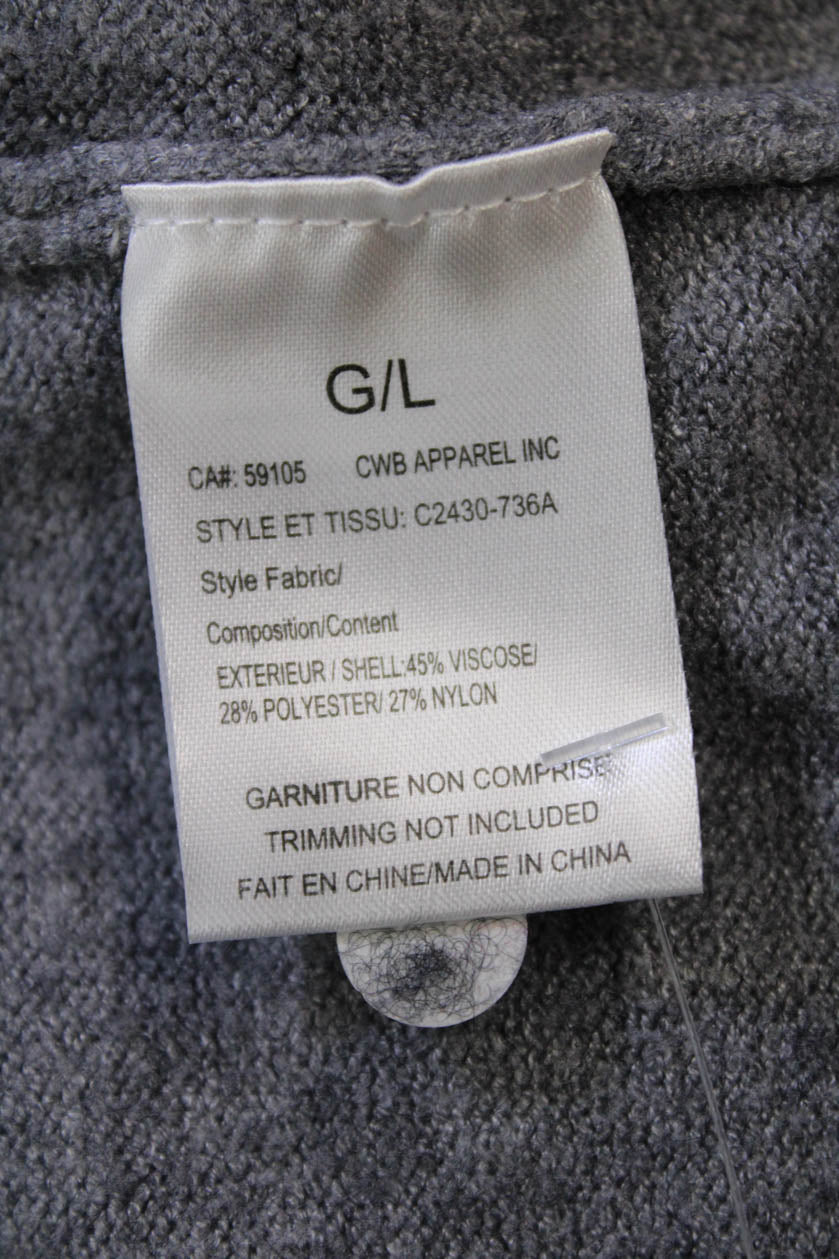 G/L
CA#: 59105 CWB APPAREL INC
STYLE ET TISSU: C2430-736A
Style Fabric/
Composition/Content
EXTERIEUR / SHELL:45% VISCOSE/
28% POLYESTER/ 27% NYLON
GARNITURE NON COMPRISE
TRIMMING NOT INCLUDED
FAIT EN CHINE/MADE IN CHINA